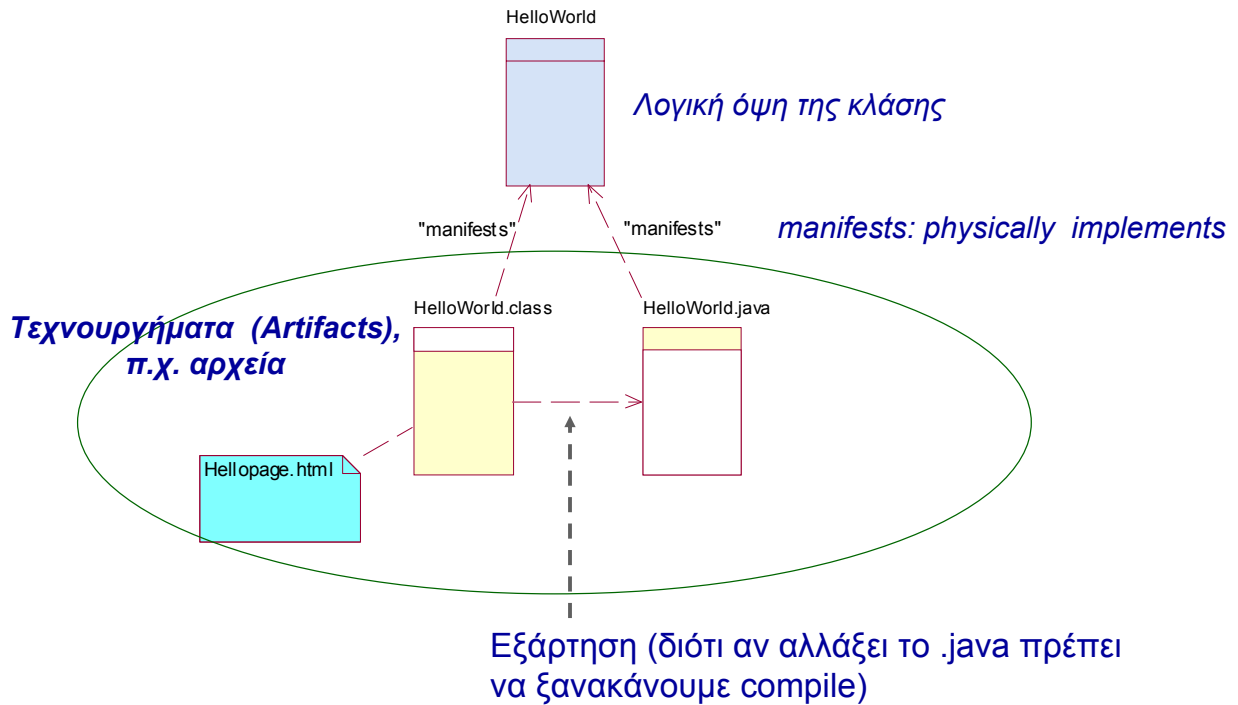 HelloWorld
Λογική όψη της κλάσης
"manifests"
"manifests"
manifests: physically implements
HelloWorld.class
HelloWorld.java
Τεχνουργήματα (Artifacts),
π.χ. αρχεία
Hellopage.html
Εξάρτηση (διότι αν αλλάξει το .java πρέπει
να ξανακάνουμε compile)